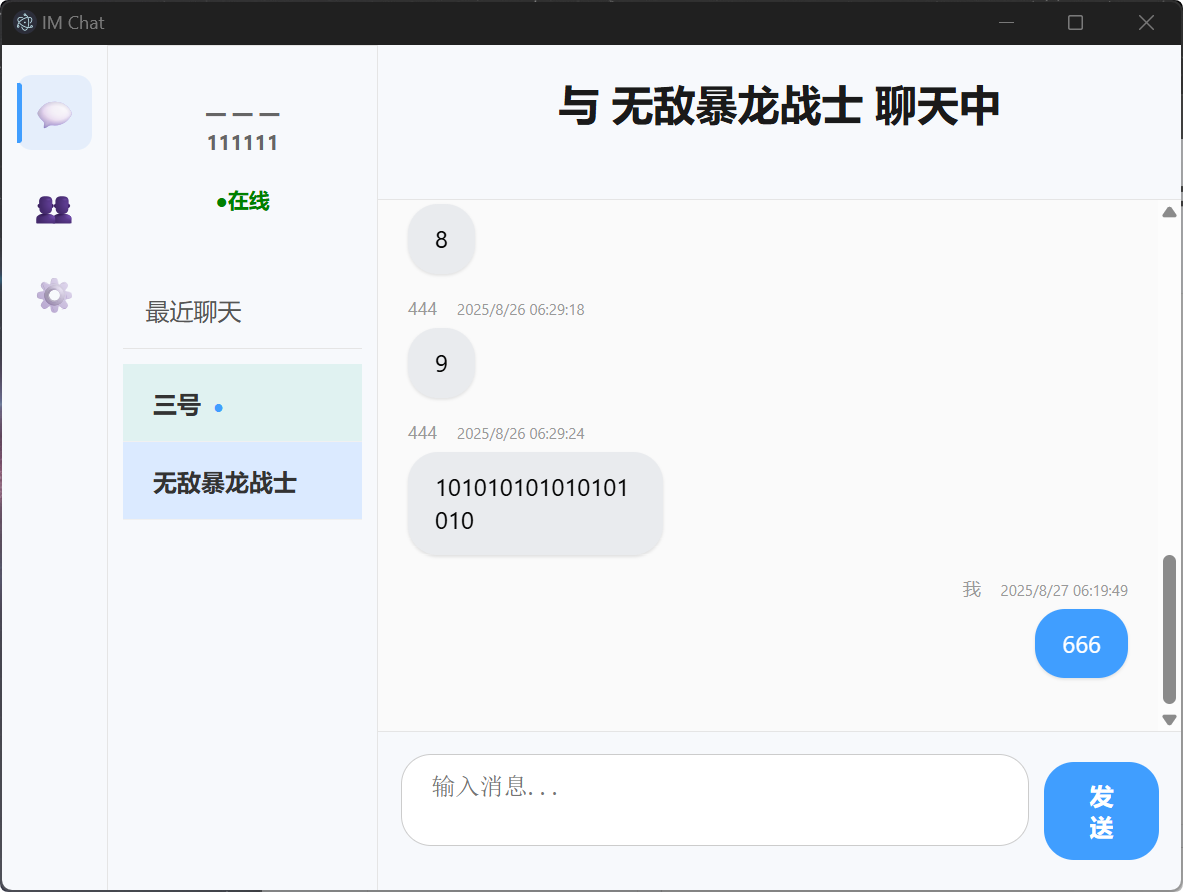 IM Chat
一 一 一
111111
●在线
最近聊天
三号
无敌暴龙战士
与 无敌暴龙战士 聊天中
8
444 2025/8/26 06:29:18
9
444 2025/8/26 06:29:24
101010101010101
010
我 2025/8/27 06:19:49
666
输入消息...
发
送